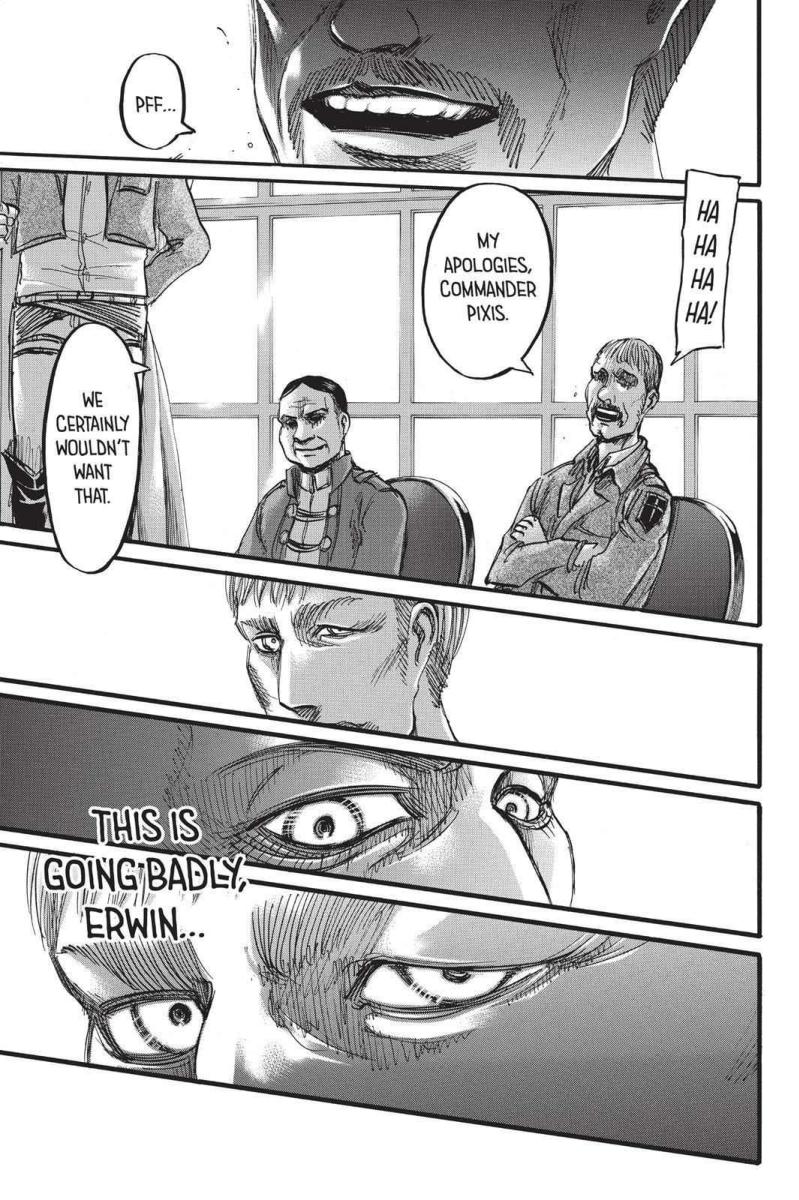 PFF...
HA
HA
HA
HA!
MY
APOLOGIES,
COMMANDER
PIXIS.
WE
CERTAINLY
WOULDN'T
WANT
THAT.
THIS IS
GOING BADLY,
ERWIN...